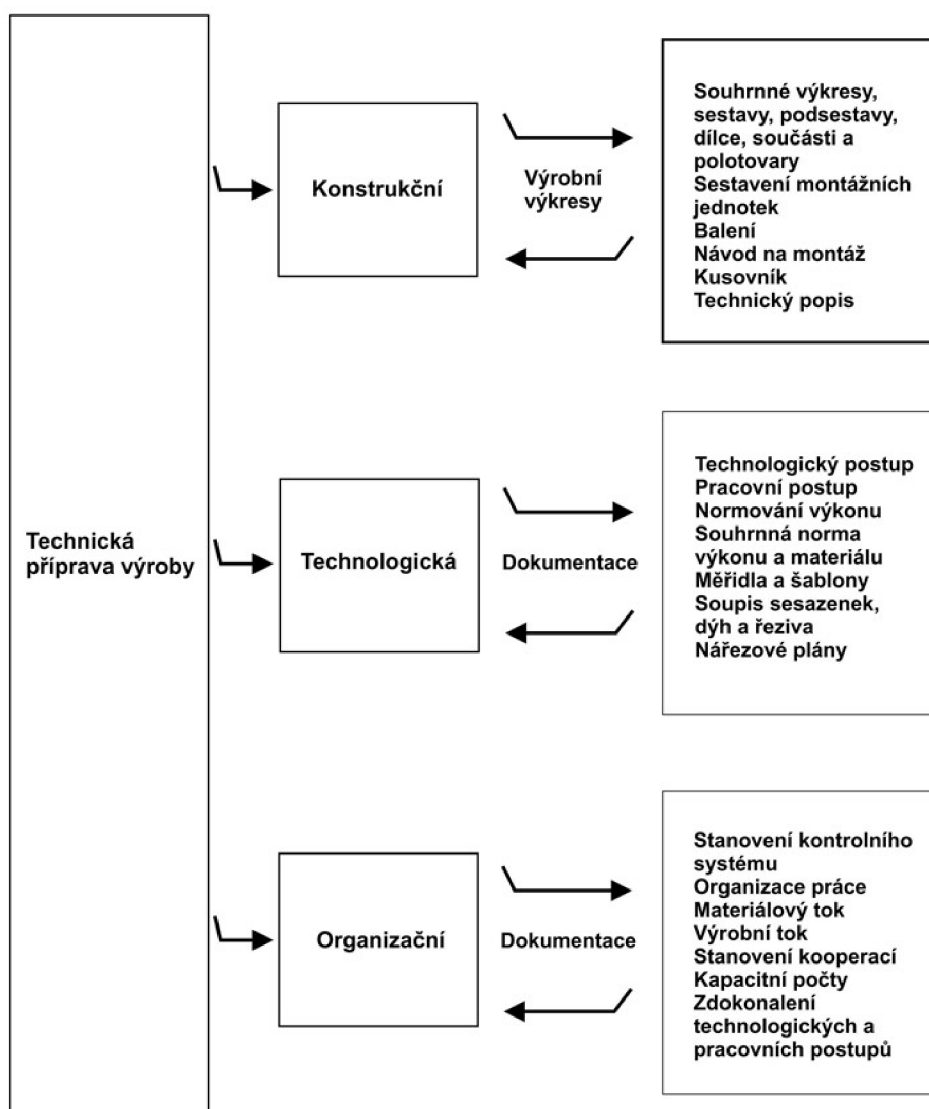 Technická
příprava výroby
Konstrukční
Výrobní
výkresy
Souhrnné výkresy,
sestavy, podsestavy,
dílce, součásti a
polotovary
Sestavení montážních
jednotek
Balení
Návod na montáž
Kusovník
Technický popis
Technologická
Dokumentace
Technologický postup
Pracovní postup
Normování výkonu
Souhrnná norma
výkonu a materiálu
Měřidla a šablony
Soupis sesazenek,
dýh a řeziva
Nářezové plány
Organizační
Dokumentace
Stanovení kontrolního
systému
Organizace práce
Materiálový tok
Výrobní tok
Stanovení kooperací
Kapacitní počty
Zdokonalení
technologických a
pracovních postupů